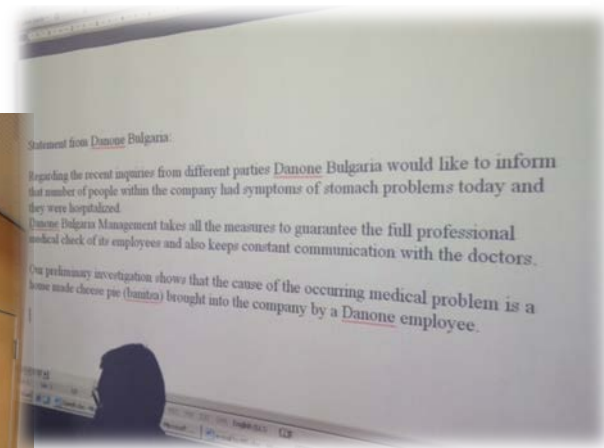 Statement from Danone Bulgaria:
Regarding the recent inquiries from different parties Danone Bulgaria would like to inform
that number of people within the company had symptoms of stomach problems today and
they were hospitalized.
Danone Bulgaria Management takes all the measures to guarantee the full professional
medical check of its employees and also keeps constant communication with the doctors.
Our preliminary investigation shows that the cause of the occurring medical problem is a
home made cheese pie (banitza) brought into the company by a Danone employee.